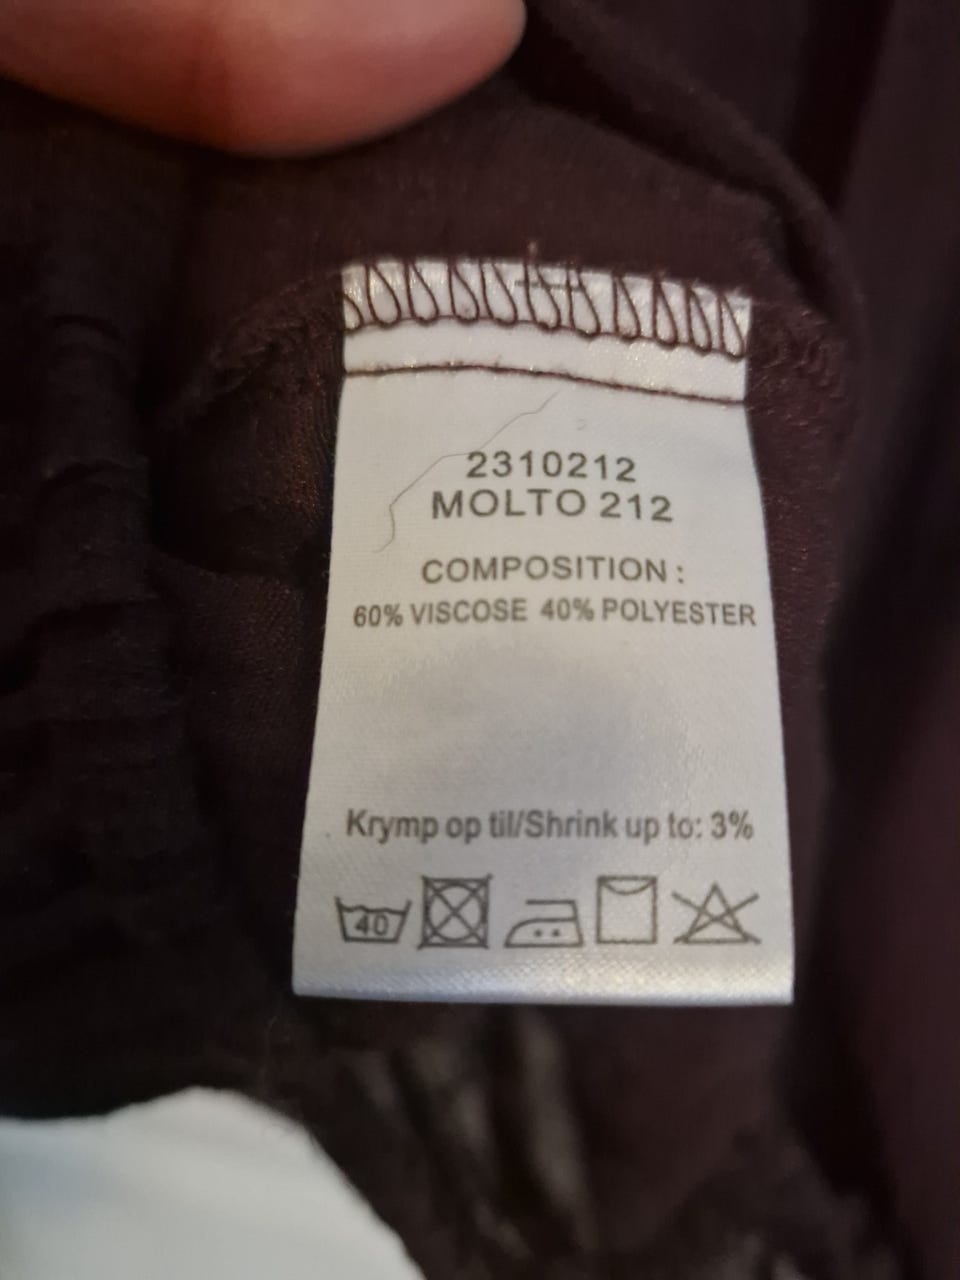 2310212
MOLTO 212
COMPOSITION :
60% VISCOSE 40% POLYESTER
Krymp op til/Shrink up to: 3%
40